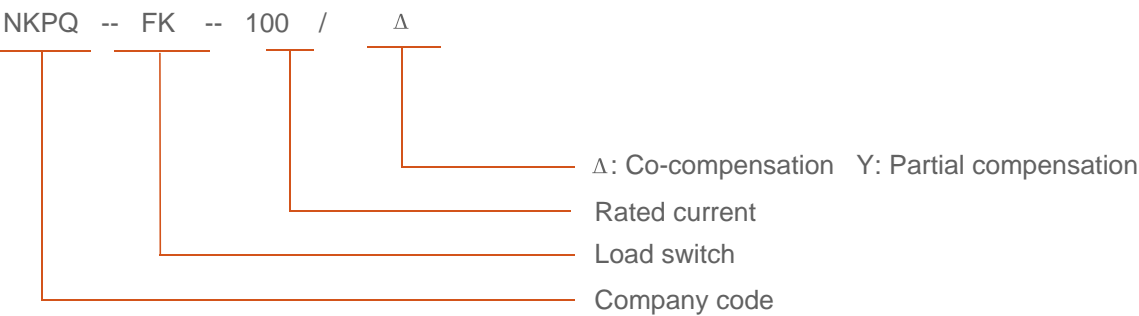 NKPQ -- FK -- 100 / Δ
Δ: Co-compensation Y: Partial compensation
Rated current
Load switch
Company code